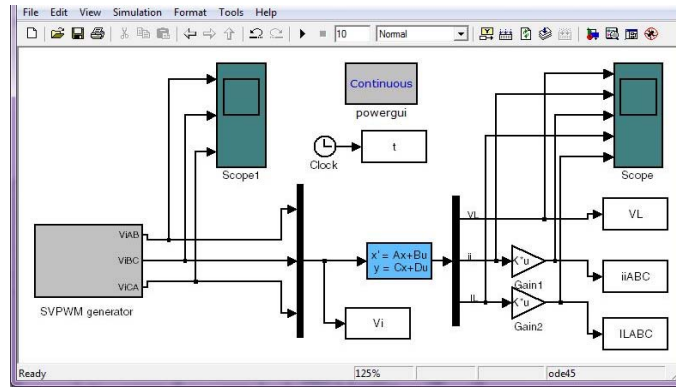 File Edit View Simulation Format Tools Help
10 Normal
Continuous
powergui
Scope1
Clock
t
Scope
ViAB
ViBC
ViCA
SVPWM generator
x' = Ax+Bu
y = Cx+Du
Vi
VL
ii
IL
K*u
Gain1
K*u
Gain2
VL
iiABC
ILABC
Ready 125% ode45